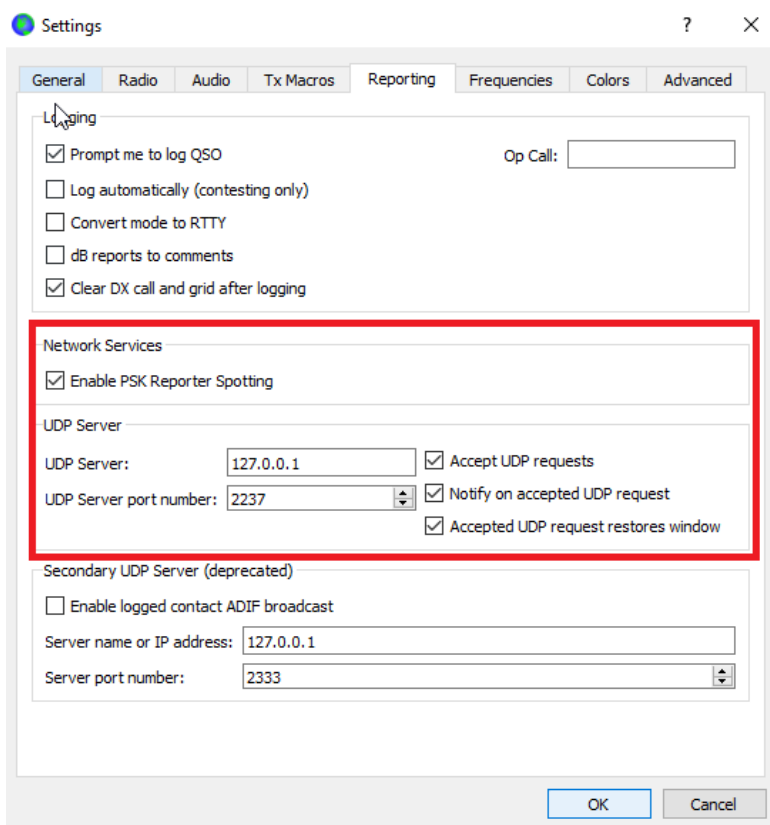 Settings
? 
General Radio Audio Tx Macros Reporting Frequencies Colors Advanced
Logging
Prompt me to log QSO Op Call:
Log automatically (contesting only)
Convert mode to RTTY
dB reports to comments
Clear DX call and grid after logging
Network Services
Enable PSK Reporter Spotting
UDP Server
UDP Server: 127.0.0.1 Accept UDP requests
UDP Server port number: 2237 Notify on accepted UDP request
Accepted UDP request restores window
Secondary UDP Server (deprecated)
Enable logged contact ADIF broadcast
Server name or IP address: 127.0.0.1
Server port number: 2333
OK Cancel